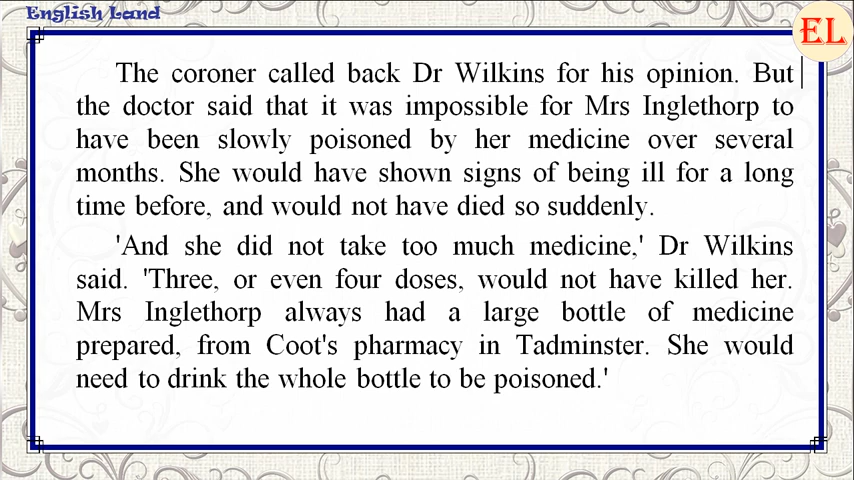 English Land
EL
The coroner called back Dr Wilkins for his opinion. But
the doctor said that it was impossible for Mrs Inglethorp to
have been slowly poisoned by her medicine over several
months. She would have shown signs of being ill for a long
time before, and would not have died so suddenly.
'And she did not take too much medicine,' Dr Wilkins
said. 'Three, or even four doses, would not have killed her.
Mrs Inglethorp always had a large bottle of medicine
prepared, from Coot's pharmacy in Tadminster. She would
need to drink the whole bottle to be poisoned.'